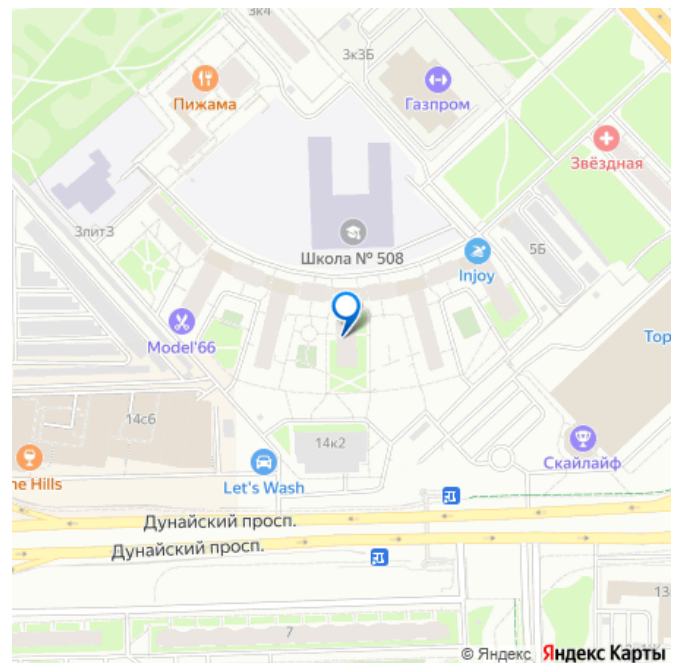 3к4
3к3Б
Пижама
Газпром
Звёздная
3литЗ
Школа № 508
5Б
Injoy
Model'66
Тор
14с6
14к2
ne Hills
Let's Wash
Скайлайф
Дунайский просп.
Дунайский просп.
13
7
© Яндекс Яндекс Карты